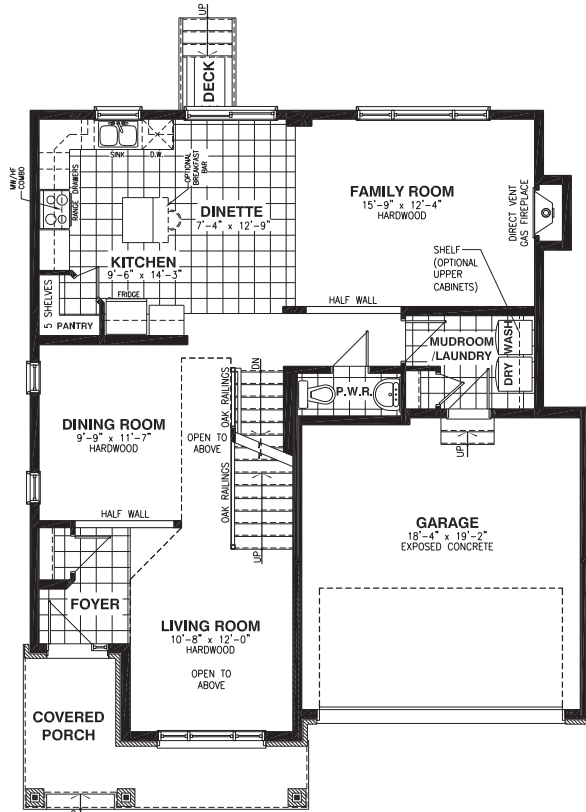 UP
DECK
SINK
D.W.
MW/HF
COMBO
RANGE DRAWERS
OPTIONAL
BREAKFAST
BAR
DINETTE
7'-4" x 12'-9"
FAMILY ROOM
15'-9" x 12'-4"
HARDWOOD
DIRECT VENT
GAS FIREPLACE
KITCHEN
9'-6" x 14'-3"
SHELF
(OPTIONAL
UPPER
CABINETS)
FRIDGE
5 SHELVES
PANTRY
HALF WALL
MUDROOM
/LAUNDRY
WASH
DRY
P.W.R.
DN
OAK RAILINGS
DINING ROOM
9'-9" x 11'-7"
HARDWOOD
OPEN TO
ABOVE
OAK RAILINGS
UP
UP
HALF WALL
GARAGE
18'-4" x 19'-2"
EXPOSED CONCRETE
FOYER
LIVING ROOM
10'-8" x 12'-0"
HARDWOOD
OPEN TO
ABOVE
COVERED
PORCH